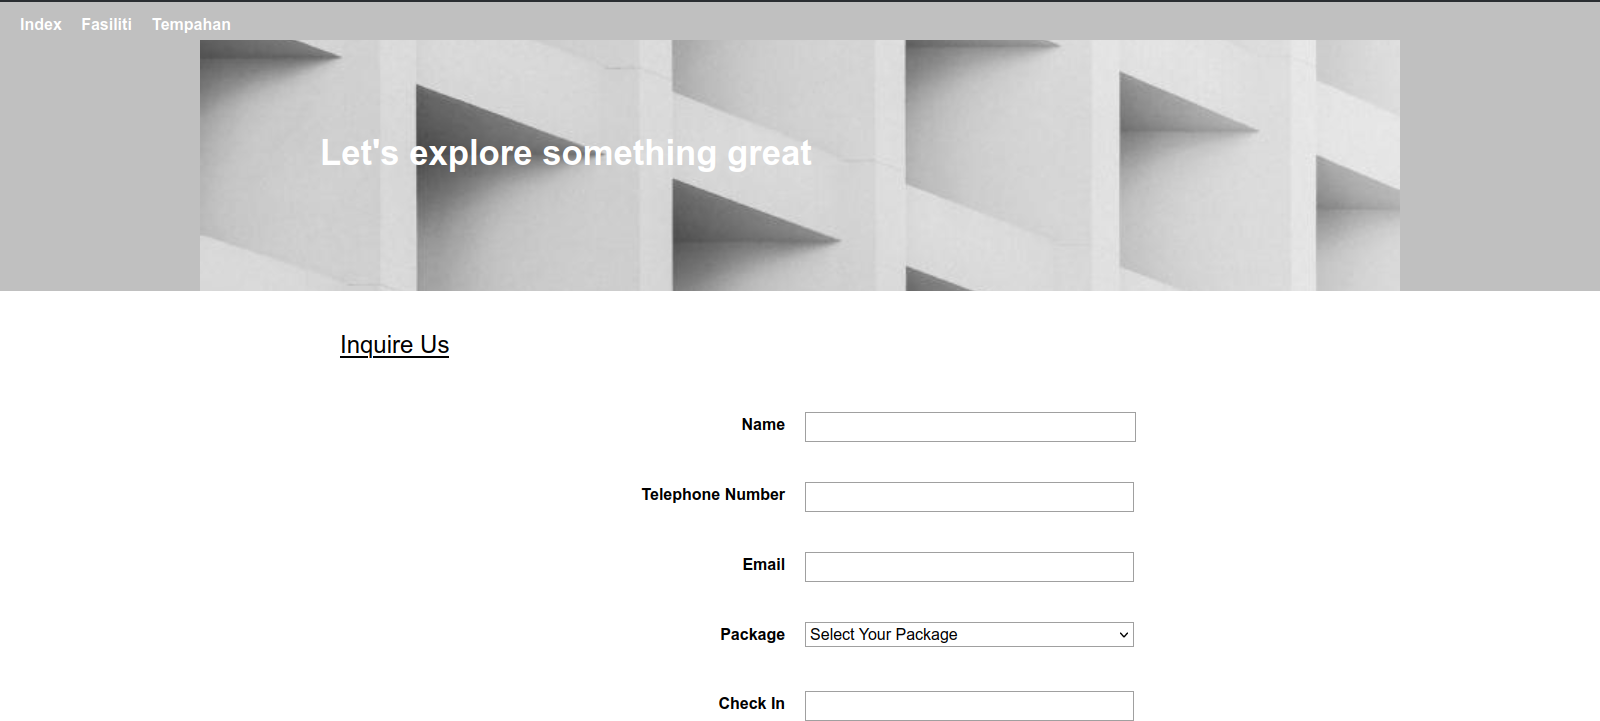 Index Fasiliti Tempahan
Let's explore something great
Inquire Us
Name
Telephone Number
Email
Package Select Your Package
Check In